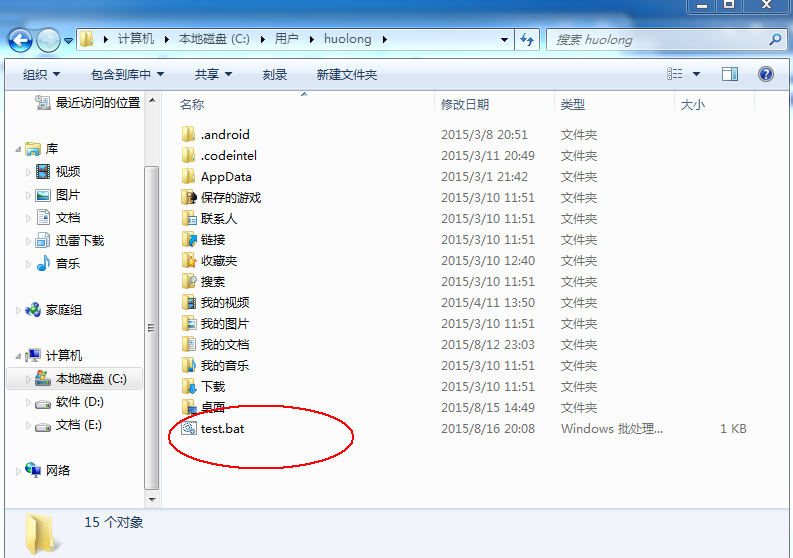 计算机 本地磁盘 (C:) 用户 huolong 搜索 huolong
组织 包含到库中 共享 刻录 新建文件夹
最近访问的位置
库
视频
图片
文档
迅雷下载
音乐
家庭组
计算机
本地磁盘 (C:)
软件 (D:)
文档 (E:)
网络
名称 修改日期 类型 大小
.android 2015/3/8 20:51 文件夹
.codeintel 2015/3/11 20:49 文件夹
AppData 2015/3/1 21:42 文件夹
保存的游戏 2015/3/10 11:51 文件夹
联系人 2015/3/10 11:51 文件夹
链接 2015/3/10 11:51 文件夹
收藏夹 2015/3/10 12:40 文件夹
搜索 2015/3/10 11:51 文件夹
我的视频 2015/4/11 13:50 文件夹
我的图片 2015/3/10 11:51 文件夹
我的文档 2015/8/12 23:03 文件夹
我的音乐 2015/3/10 11:51 文件夹
下载 2015/3/10 11:51 文件夹
桌面 2015/8/15 14:49 文件夹
test.bat 2015/8/16 20:08 Windows 批处理... 1 KB
15 个对象